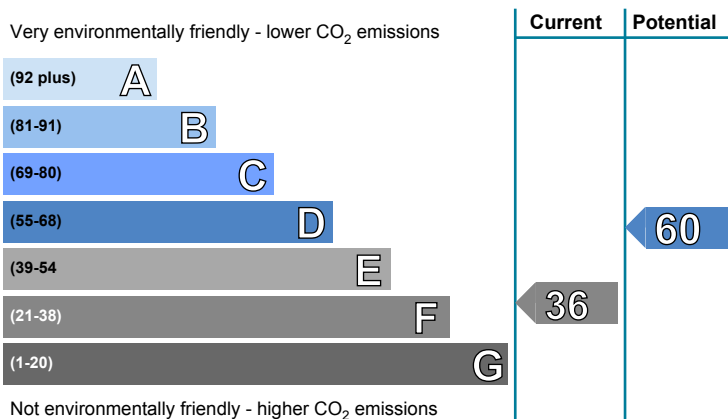 Current Potential
Very environmentally friendly - lower CO2 emissions
(92 plus) A
(81-91) B
(69-80) C
(55-68) D
60
(39-54 E
(21-38) F
36
(1-20) G
Not environmentally friendly - higher CO2 emissions